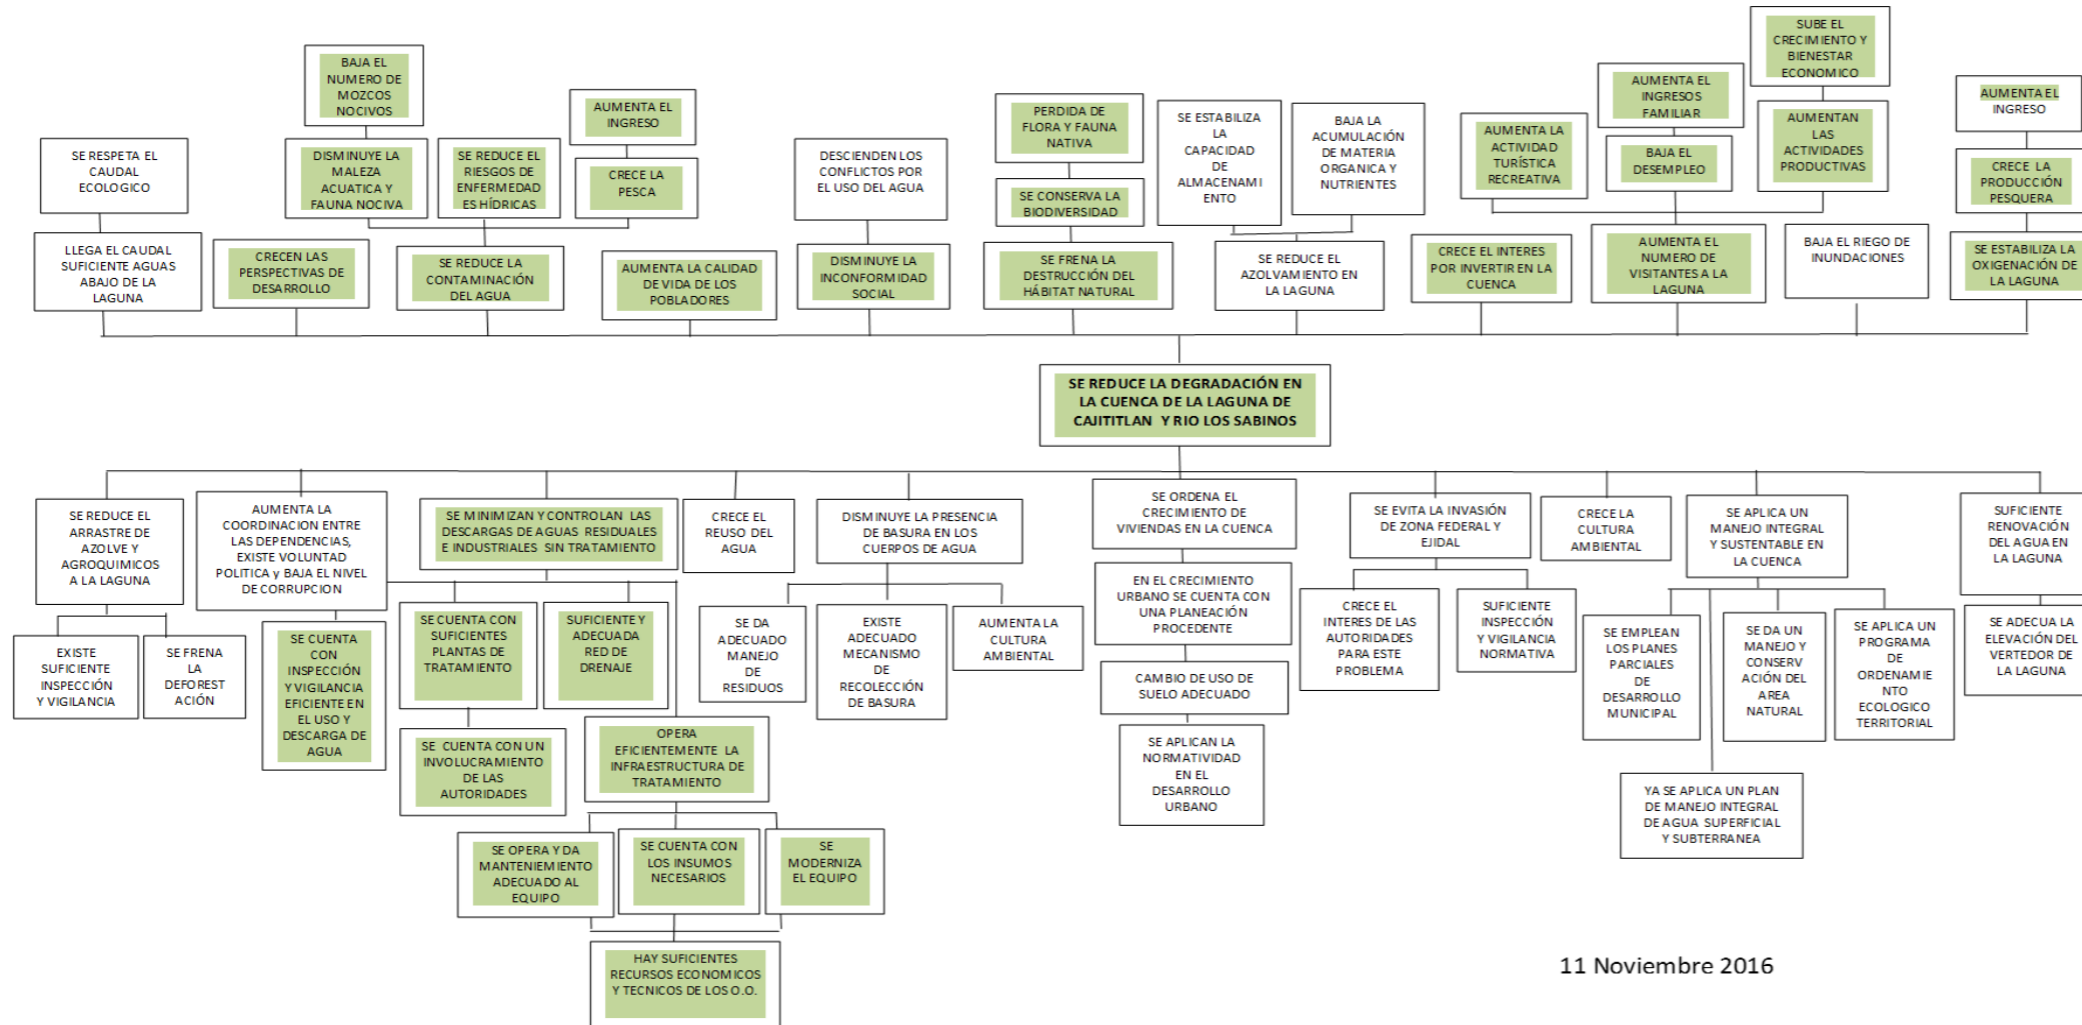 BAJA EL
NUMERO DE
MOZCOS
NOCIVOS
SUBE EL
CRECIMIENTO Y
BIENESTAR
ECONOMICO
AUMENTA EL
INGRESO
AUMENTA EL
INGRESOS
FAMILIAR
AUMENTA EL
INGRESO
SE RESPETA EL
CAUDAL
ECOLOGICO
DISMINUYE LA
MALEZA
ACUATICA Y
FAUNA NOCIVA
SE REDUCE EL
RIESGOS DE
ENFERMEDAD
ES HÍDRICAS
CRECE LA
PESCA
DESCIENDEN LOS
CONFLICTOS POR
EL USO DEL AGUA
PERDIDA DE
FLORA Y FAUNA
NATIVA
SE CONSERVA LA
BIODIVERSIDAD
SE ESTABILIZA
LA
CAPACIDAD
DE
ALMACENAMI
ENTO
BAJA LA
ACUMULACIÓN
DE MATERIA
ORGANICA Y
NUTRIENTES
AUMENTA LA
ACTIVIDAD
TURÍSTICA
RECREATIVA
BAJA EL
DESEMPLEO
AUMENTAN
LAS
ACTIVIDADES
PRODUCTIVAS
CRECE LA
PRODUCCIÓN
PESQUERA
LLEGA EL CAUDAL
SUFICIENTE AGUAS
ABAJO DE LA
LAGUNA
CRECEN LAS
PERSPECTIVAS DE
DESARROLLO
SE REDUCE LA
CONTAMINACIÓN
DEL AGUA
AUMENTA LA CALIDAD
DE VIDA DE LOS
POBLADORES
DISMINUYE LA
INCONFORMIDAD
SOCIAL
SE FRENA LA
DESTRUCCIÓN DEL
HÁBITAT NATURAL
SE REDUCE EL
AZOLVAMIENTO EN
LA LAGUNA
CRECE EL INTERES
POR INVERTIR EN LA
CUENCA
AUMENTA EL
NUMERO DE
VISITANTES A LA
LAGUNA
BAJA EL RIEGO DE
INUNDACIONES
SE ESTABILIZA LA
OXIGENACIÓN DE
LA LAGUNA
SE REDUCE LA DEGRADACIÓN EN
LA CUENCA DE LA LAGUNA DE
CAJITITLAN Y RIO LOS SABINOS
SE REDUCE EL
ARRASTRE DE
AZOLVE Y
AGROQUIMICOS
A LA LAGUNA
AUMENTA LA
COORDINACION ENTRE
LAS DEPENDENCIAS,
EXISTE VOLUNTAD
POLITICA y BAJA EL NIVEL
DE CORRUPCION
SE MINIMIZAN Y CONTROLAN LAS
DESCARGAS DE AGUAS RESIDUALES
E INDUSTRIALES SIN TRATAMIENTO
CRECE EL
REUSO DEL
AGUA
DISMINUYE LA PRESENCIA
DE BASURA EN LOS
CUERPOS DE AGUA
SE ORDENA EL
CRECIMIENTO DE
VIVIENDAS EN LA CUENCA
SE EVITA LA INVASIÓN
DE ZONA FEDERAL Y
EJIDAL
CRECE LA
CULTURA
AMBIENTAL
SE APLICA UN
MANEJO INTEGRAL
Y SUSTENTABLE EN
LA CUENCA
SUFICIENTE
RENOVACIÓN
DEL AGUA EN
LA LAGUNA
EXISTE
SUFICIENTE
INSPECCIÓN
Y VIGILANCIA
SE FRENA
LA
DEFOREST
ACIÓN
SE CUENTA
CON
INSPECCIÓN
Y VIGILANCIA
EFICIENTE EN
EL USO Y
DESCARGA DE
AGUA
SE CUENTA CON
SUFICIENTES
PLANTAS DE
TRATAMIENTO
SUFICIENTE Y
ADECUADA
RED DE
DRENAJE
SE DA
ADECUADO
MANEJO
DE
RESIDUOS
EXISTE
ADECUADO
MECANISMO
DE
RECOLECCIÓN
DE BASURA
AUMENTA LA
CULTURA
AMBIENTAL
EN EL CRECIMIENTO
URBANO SE CUENTA CON
UNA PLANEACIÓN
PROCEDENTE
CRECE EL
INTERES DE LAS
AUTORIDADES
PARA ESTE
PROBLEMA
SUFICIENTE
INSPECCIÓN
Y VIGILANCIA
NORMATIVA
SE EMPLEAN
LOS PLANES
PARCIALES
DE
DESARROLLO
MUNICIPAL
SE DA UN
MANEJO Y
CONSERV
ACIÓN DEL
AREA
NATURAL
SE APLICA UN
PROGRAMA
DE
ORDENAMIE
NTO
ECOLOGICO
TERRITORIAL
SE ADECUA LA
ELEVACIÓN DEL
VERTEDOR DE
LA LAGUNA
CAMBIO DE USO DE
SUELO ADECUADO
SE CUENTA CON UN
INVOLUCRAMIENTO
DE LAS
AUTORIDADES
OPERA
EFICIENTEMENTE LA
INFRAESTRUCTURA DE
TRATAMIENTO
SE APLICAN LA
NORMATIVIDAD
EN EL
DESARROLLO
URBANO
YA SE APLICA UN PLAN
DE MANEJO INTEGRAL
DE AGUA SUPERFICIAL
Y SUBTERRANEA
SE OPERA Y DA
MANTENIEMIENTO
ADECUADO AL
EQUIPO
SE CUENTA CON
LOS INSUMOS
NECESARIOS
SE
MODERNIZA
EL EQUIPO
HAY SUFICIENTES
RECURSOS ECONOMICOS
Y TECNICOS DE LOS O.O.
11 Noviembre 2016